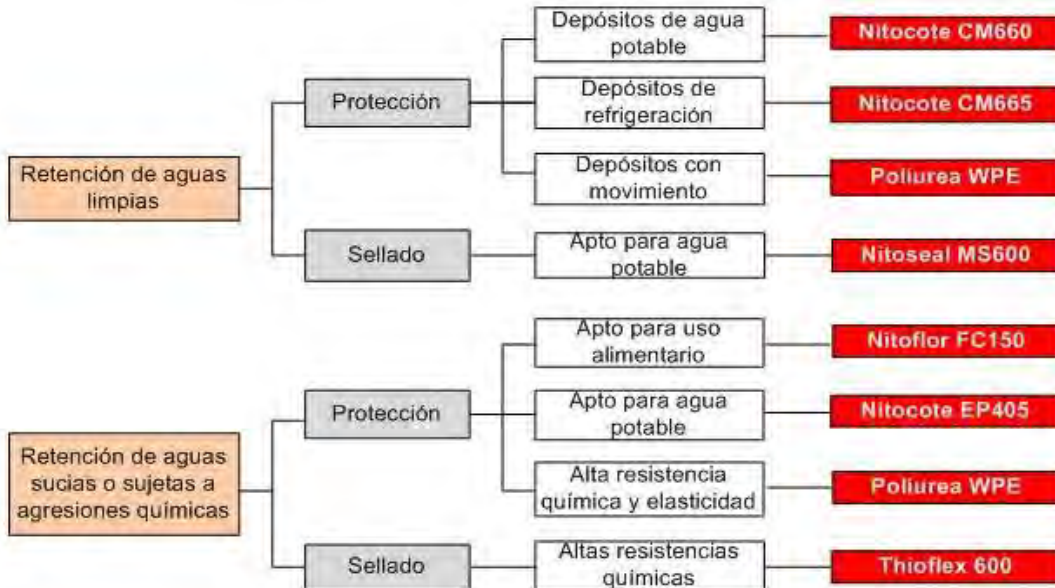 Retención de aguas
limpias
Protección
Depósitos de agua
potable
Nitocote CM660
Depósitos de
refrigeración
Nitocote CM665
Depósitos con
movimiento
Poliurea WPE
Sellado
Apto para agua
potable
Nitoseal MS600
Retención de aguas
sucias o sujetas a
agresiones químicas
Protección
Apto para uso
alimentario
Nitoflor FC150
Apto para agua
potable
Nitocote EP405
Alta resistencia
química y elasticidad
Poliurea WPE
Sellado
Altas resistencias
químicas
Thioflex 600